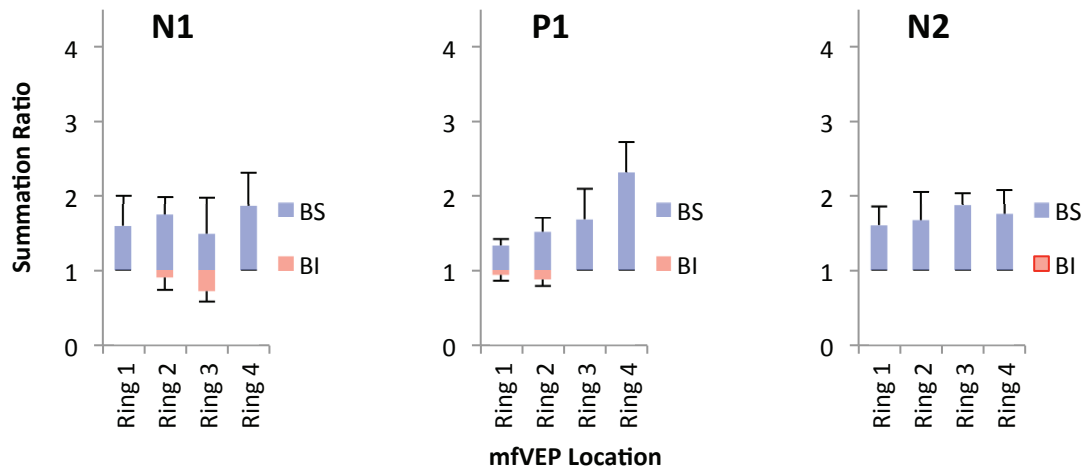 N1
P1
N2
Summation Ratio
4
3
2
1
0
Ring 1
Ring 2
Ring 3
Ring 4
BS
BI
4
3
2
1
0
Ring 1
Ring 2
Ring 3
Ring 4
BS
BI
4
3
2
1
0
Ring 1
Ring 2
Ring 3
Ring 4
BS
BI
mfVEP Location